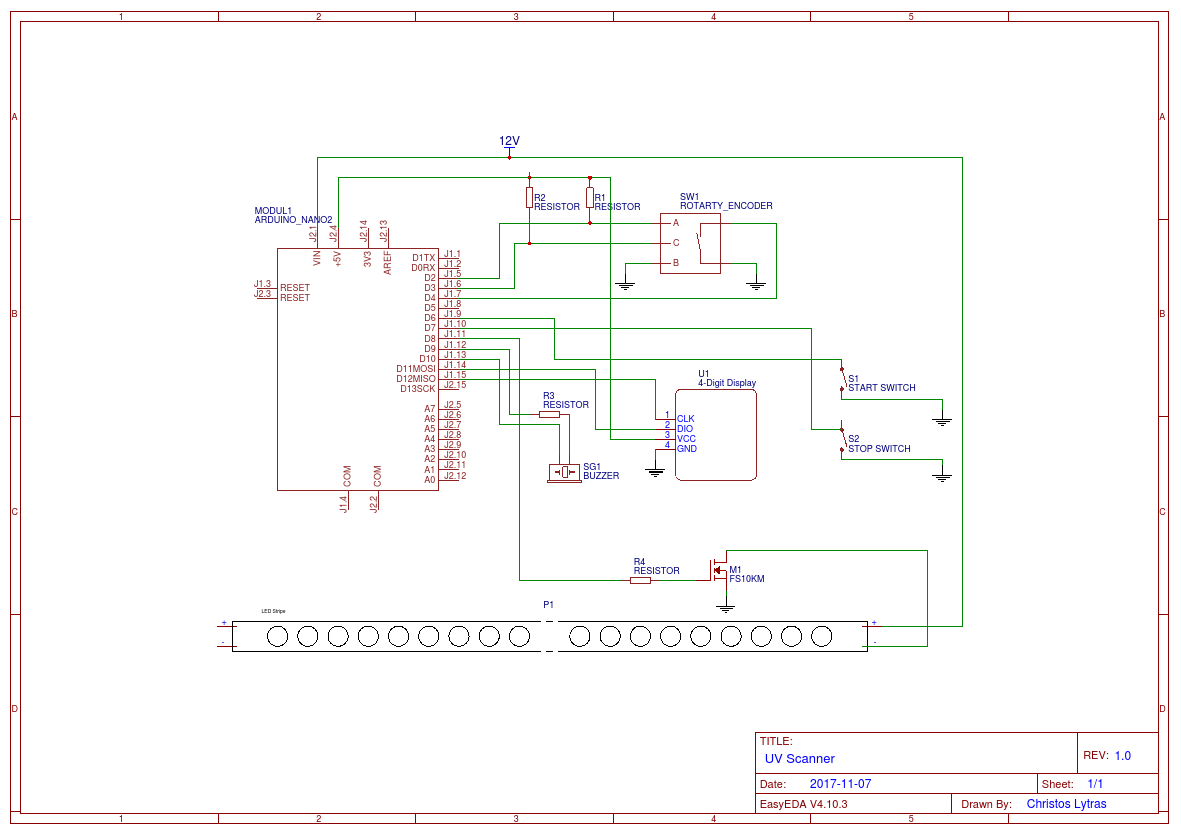 1 2 3 4 5
A A
B B
C C
D D
12V
MODUL1
ARDUINO_NANO2
J2.1
J2.4
J2.14
J2.13
VIN
+5V
3V3
AREF
J1.3 RESET
J2.3 RESET
D1TX J1.1
D0RX J1.2
D2 J1.5
D3 J1.6
D4 J1.7
D5 J1.8
D6 J1.9
D7 J1.10
D8 J1.11
D9 J1.12
D10 J1.13
D11MOSI J1.14
D12MISO J1.15
D13SCK J2.15
A7 J2.5
A6 J2.6
A5 J2.7
A4 J2.8
A3 J2.9
A2 J2.10
A1 J2.11
A0 J2.12
COM
COM
J1.4
J2.2
R2
RESISTOR
R1
RESISTOR
SW1
ROTARTY_ENCODER
A
C
B
S1
START SWITCH
S2
STOP SWITCH
U1
4-Digit Display
1 CLK
2 DIO
3 VCC
4 GND
R3
RESISTOR
SG1
BUZZER
R4
RESISTOR
M1
FS10KM
P1
LED Stripe
+ +
- -
TITLE:
UV Scanner
REV: 1.0
Date: 2017-11-07
Sheet: 1/1
EasyEDA V4.10.3
Drawn By: Christos Lytras
1 2 3 4 5